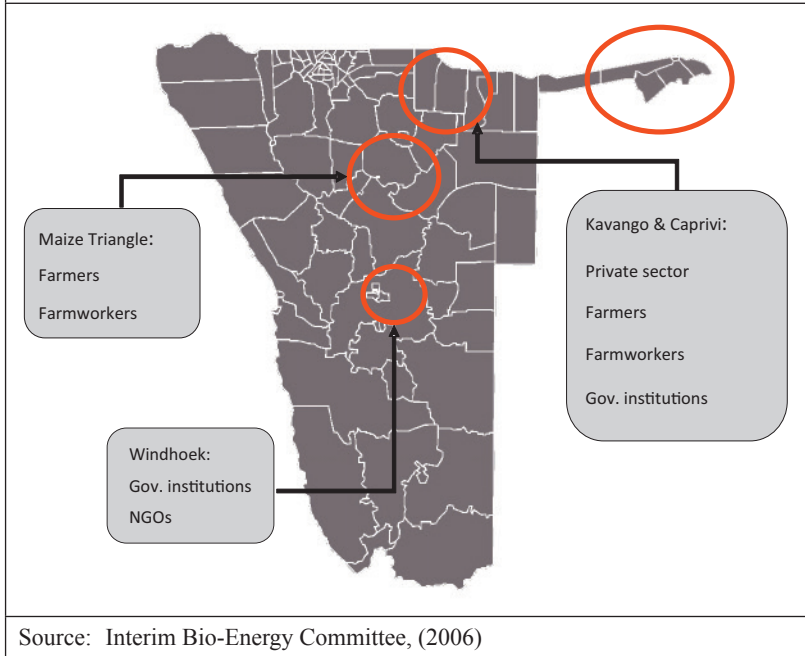 Maize Triangle:
Farmers
Farmworkers
Kavango & Caprivi:
Private sector
Farmers
Farmworkers
Gov. institutions
Windhoek:
Gov. institutions
NGOs
Source: Interim Bio-Energy Committee, (2006)